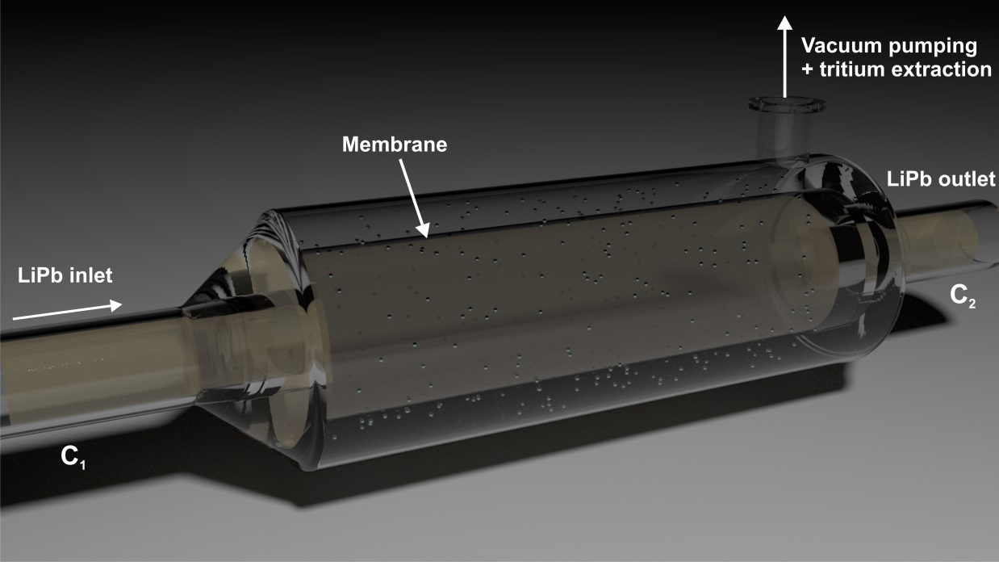 Vacuum pumping
+ tritium extraction
Membrane
LiPb outlet
LiPb inlet
C₂
C₁